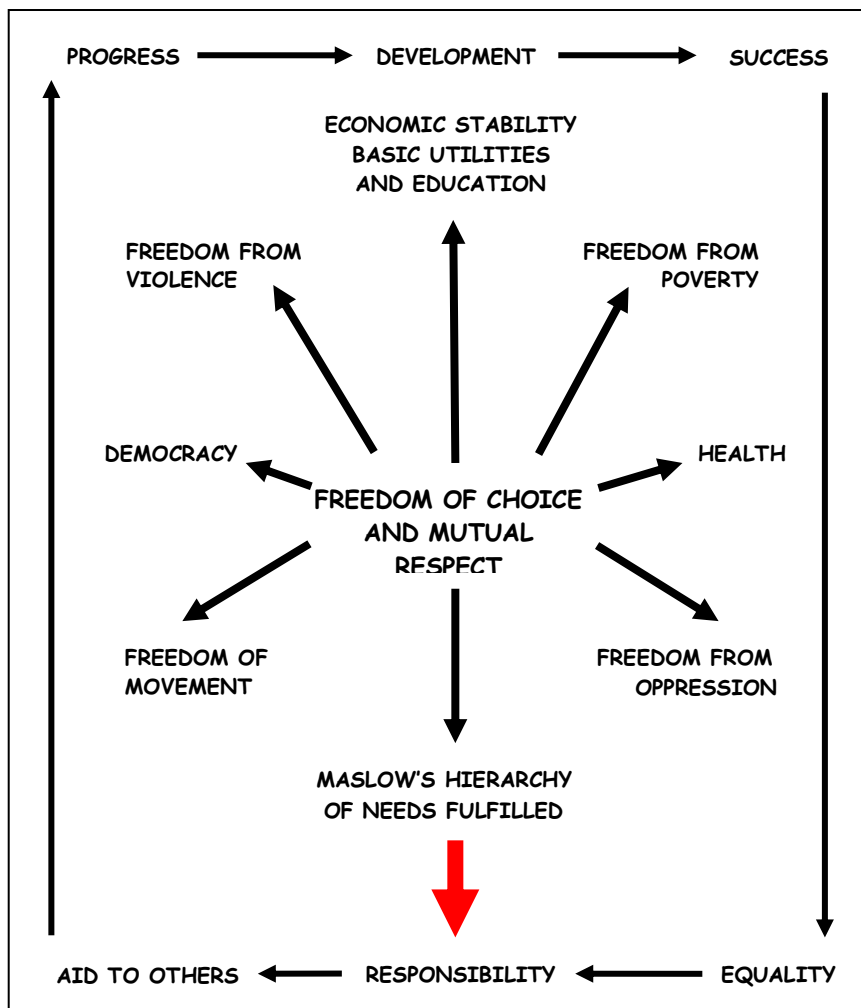 PROGRESS DEVELOPMENT SUCCESS
ECONOMIC STABILITY
BASIC UTILITIES
AND EDUCATION
FREEDOM FROM
VIOLENCE
FREEDOM FROM
POVERTY
DEMOCRACY
HEALTH
FREEDOM OF CHOICE
AND MUTUAL
RESPECT
FREEDOM OF
MOVEMENT
FREEDOM FROM
OPPRESSION
MASLOW'S HIERARCHY
OF NEEDS FULFILLED
AID TO OTHERS RESPONSIBILITY EQUALITY